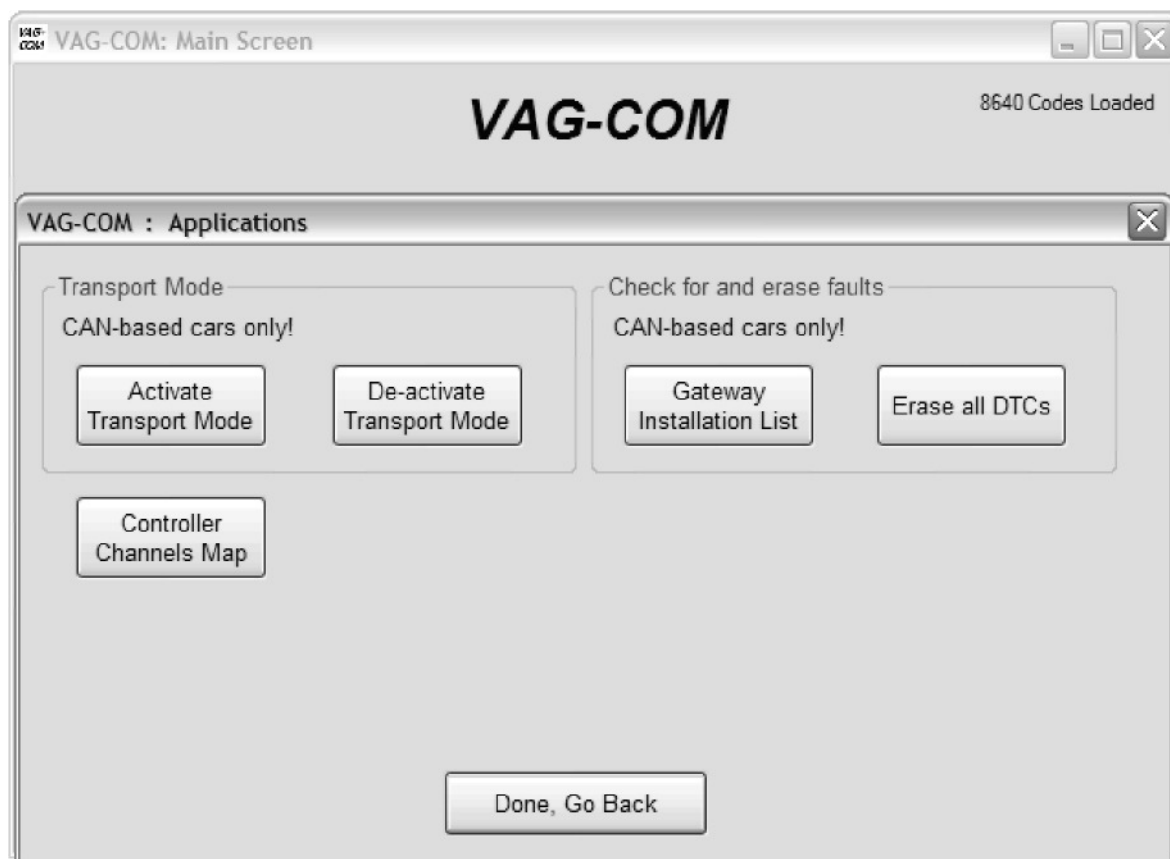 VAG-COM
VAG-COM: Main Screen
VAG-COM
8640 Codes Loaded
VAG-COM : Applications
Transport Mode
CAN-based cars only!
Activate
Transport Mode
De-activate
Transport Mode
Check for and erase faults
CAN-based cars only!
Gateway
Installation List
Erase all DTCs
Controller
Channels Map
Done, Go Back